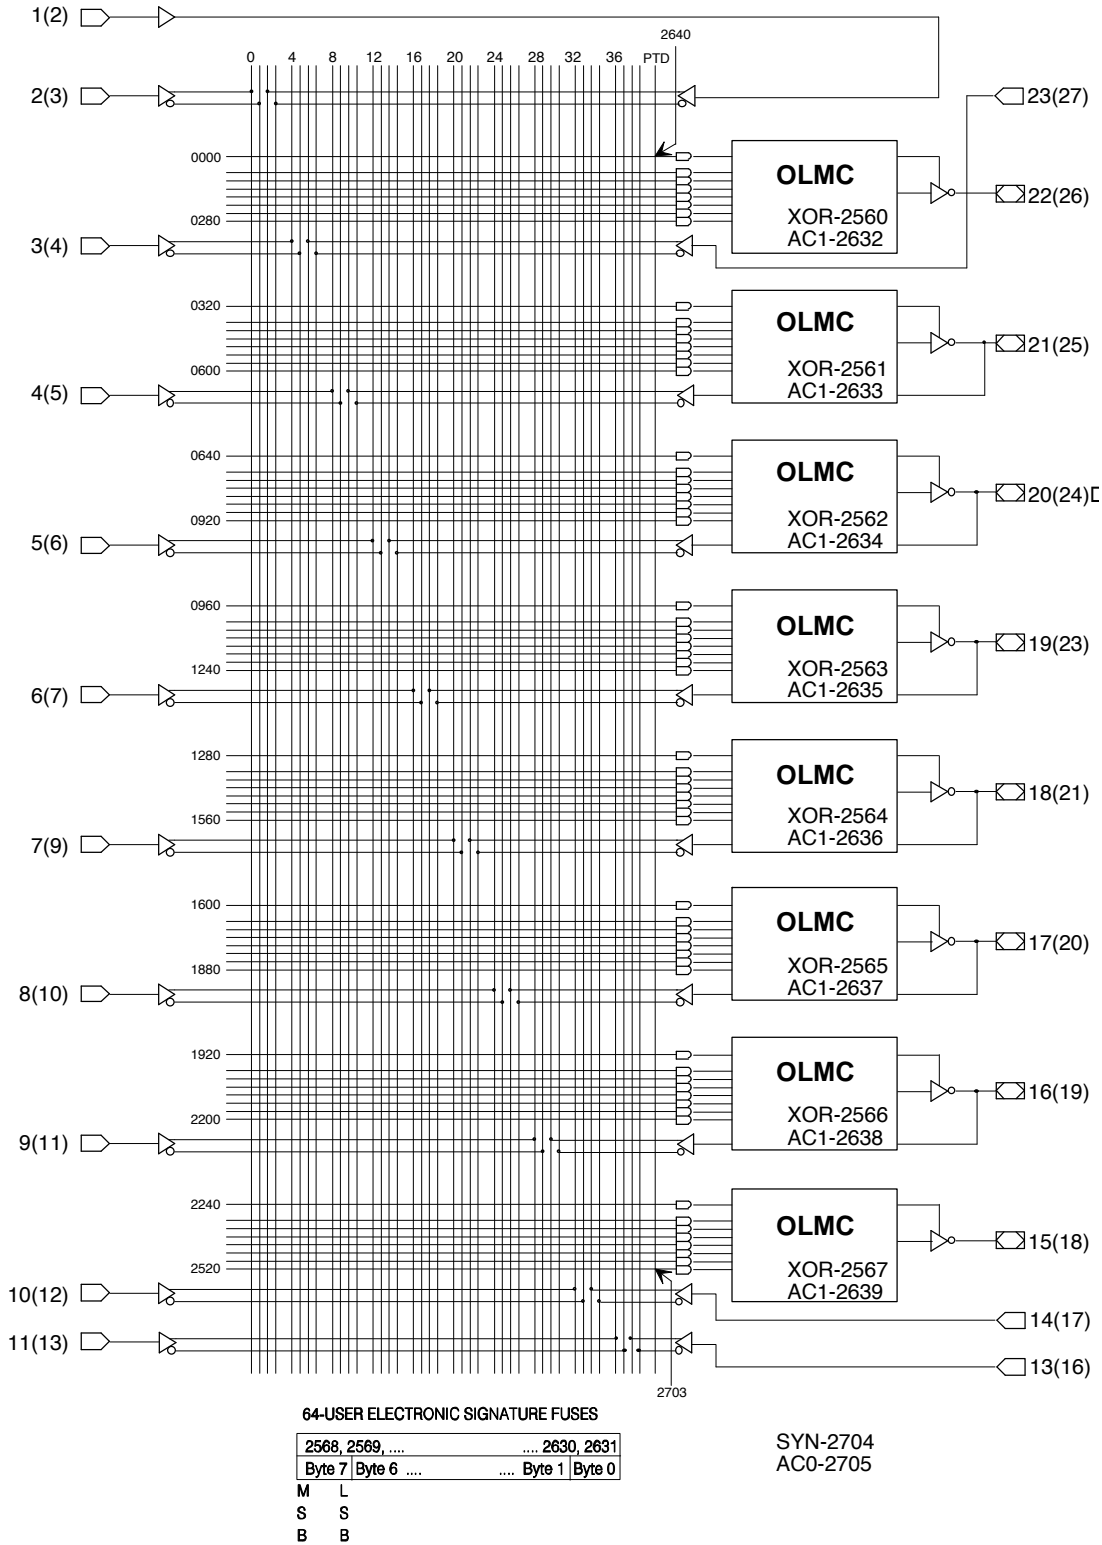 1(2)
2640
0 4 8 12 16 20 24 28 32 36 PTD
2(3)
23(27)
0000
OLMC
XOR-2560
AC1-2632
22(26)
0280
3(4)
0320
OLMC
XOR-2561
AC1-2633
21(25)
0600
4(5)
0640
OLMC
XOR-2562
AC1-2634
20(24)
0920
5(6)
0960
OLMC
XOR-2563
AC1-2635
19(23)
1240
6(7)
1280
OLMC
XOR-2564
AC1-2636
18(21)
1560
7(9)
1600
OLMC
XOR-2565
AC1-2637
17(20)
1880
8(10)
1920
OLMC
XOR-2566
AC1-2638
16(19)
2200
9(11)
2240
OLMC
XOR-2567
AC1-2639
15(18)
2520
10(12)
14(17)
11(13)
13(16)
2703
64-USER ELECTRONIC SIGNATURE FUSES
2568, 2569, .... .... 2630, 2631
Byte 7 Byte 6 .... .... Byte 1 Byte 0
M L
S S
B B
SYN-2704
AC0-2705